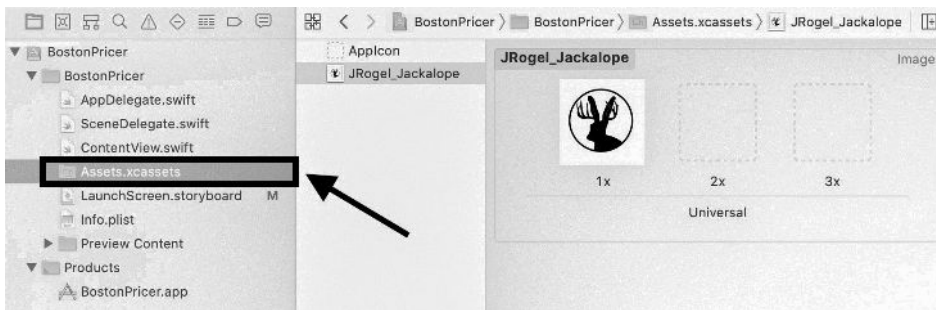 BostonPricer
BostonPricer
AppDelegate.swift
SceneDelegate.swift
ContentView.swift
Assets.xcassets
LaunchScreen.storyboard M
Info.plist
Preview Content
Products
BostonPricer.app
BostonPricer 〉 BostonPricer 〉 Assets.xcassets 〉 JRogel_Jackalope
AppIcon
JRogel_Jackalope
JRogel_Jackalope Image
1x 2x 3x
Universal